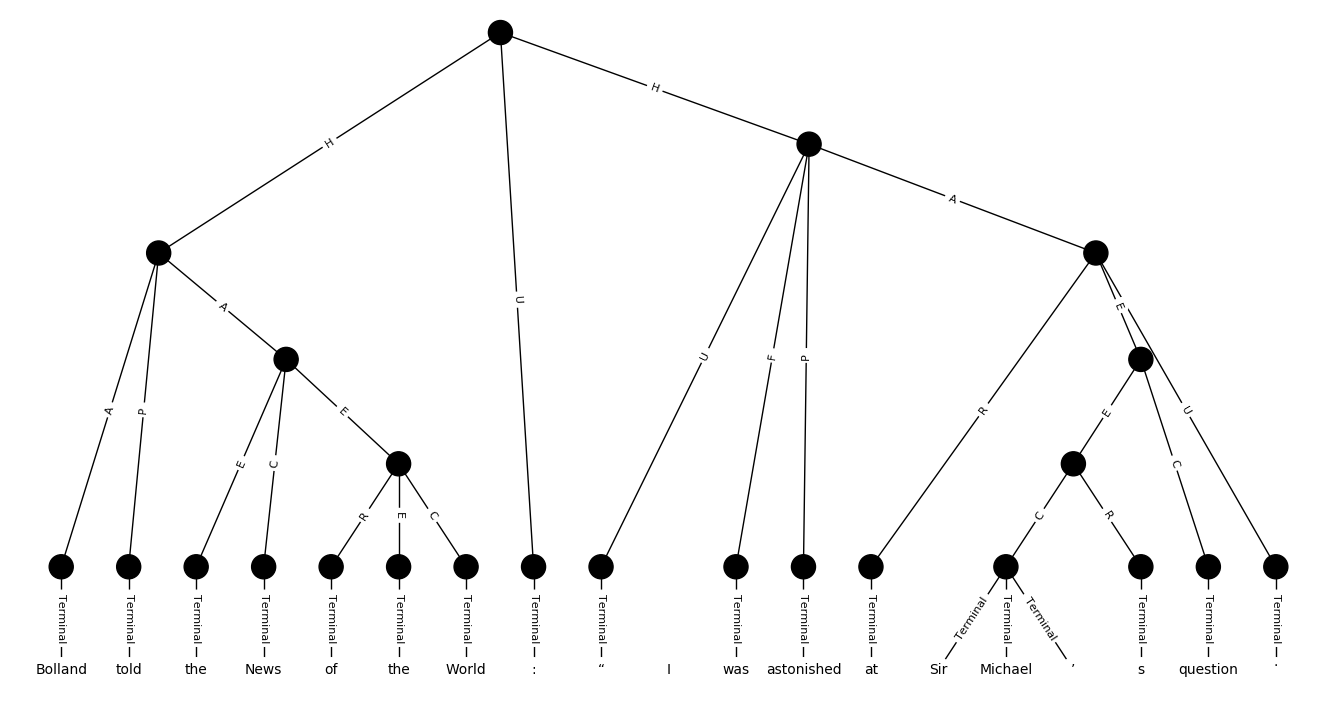 H
H
A
A
U
E
A
P
U
F
P
E
R
A
P
E
U
E
C
E
C
R
E
C
C
R
Terminal Terminal Terminal Terminal Terminal Terminal Terminal Terminal Terminal Terminal Terminal Terminal Terminal Terminal Terminal Terminal Terminal Terminal
Bolland told the News of the World : “ I was astonished at Sir Michael ’ s question .